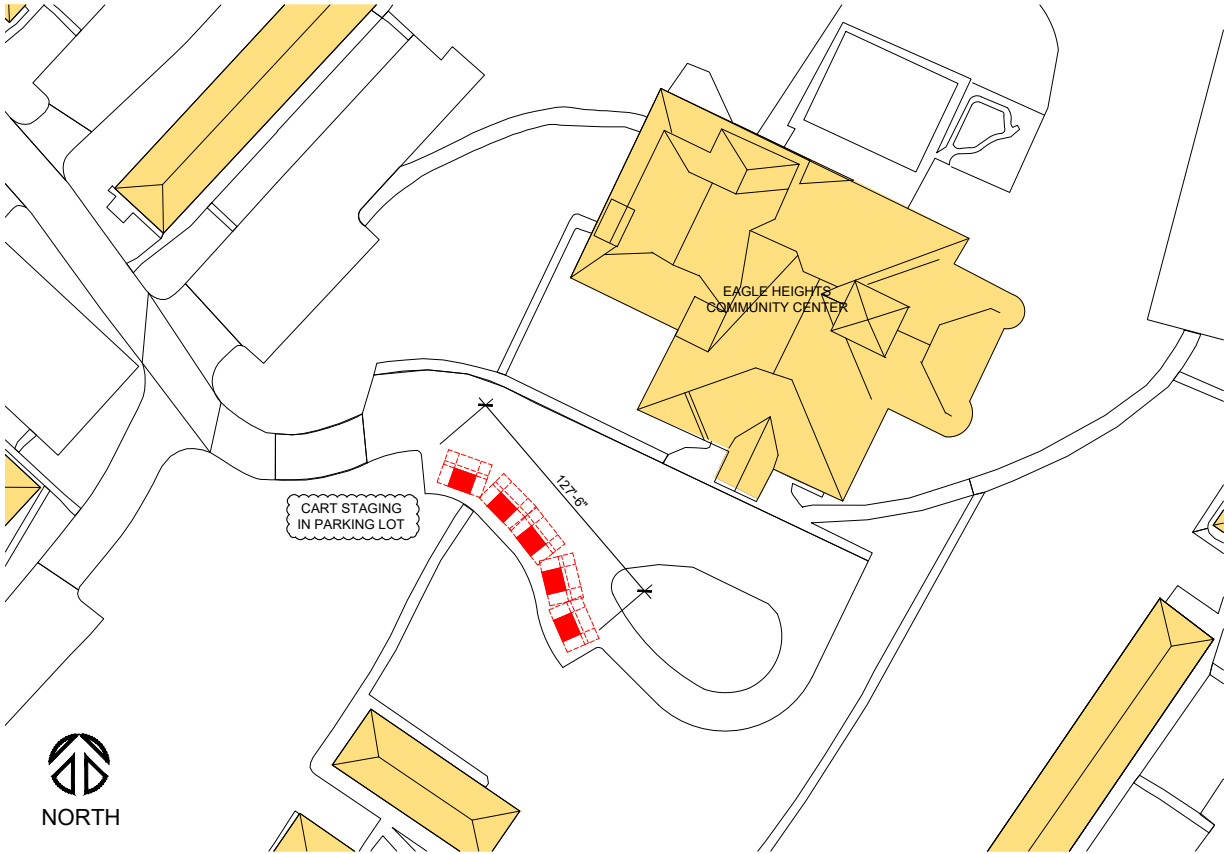 EAGLE HEIGHTS
COMMUNITY CENTER
127'-6"
CART STAGING
IN PARKING LOT
NORTH